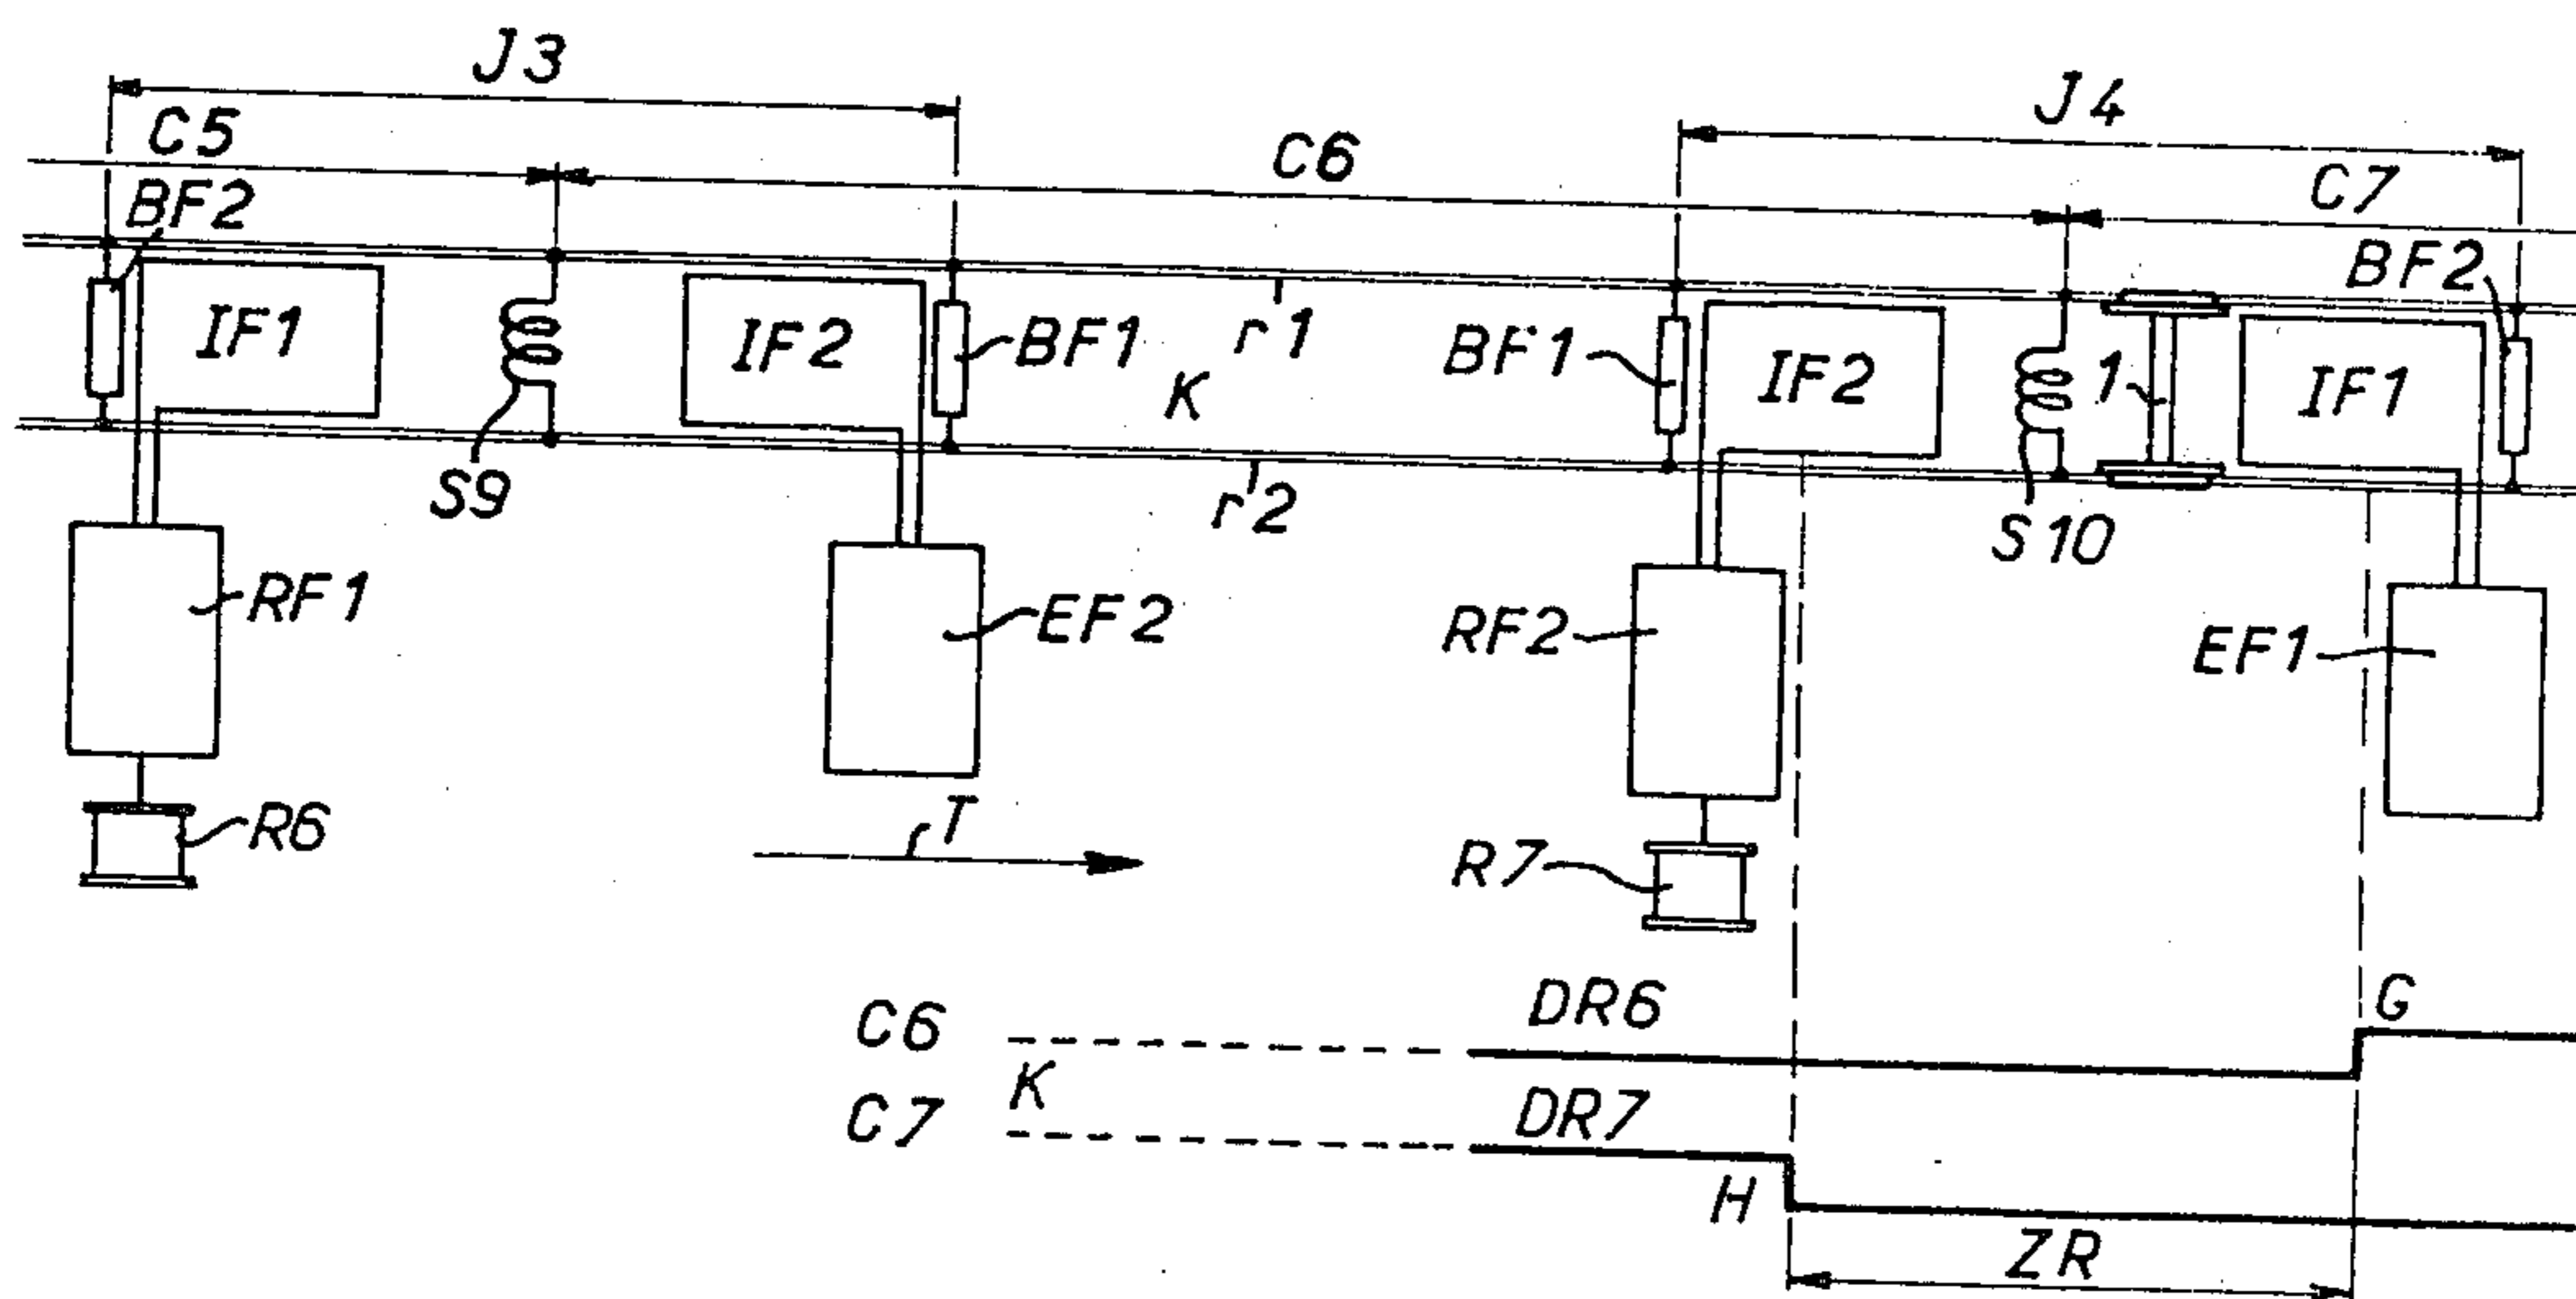 J3
J4
C5
C6
C7
BF2
BF2
IF1
IF2
BF1
r1
K
BF1
IF2
1
IF1
S9
r2
S10
RF1
EF2
RF2
EF1
R6
T
R7
C6
DR6
G
K
C7
DR7
H
ZR